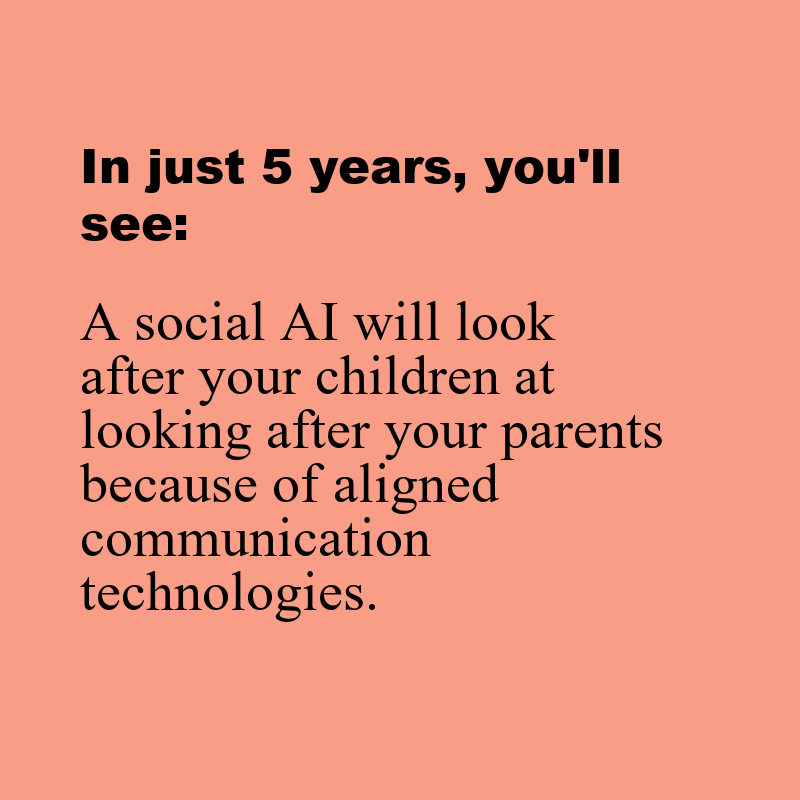 In just 5 years, you'll
see:
A social AI will look
after your children at
looking after your parents
because of aligned
communication
technologies.